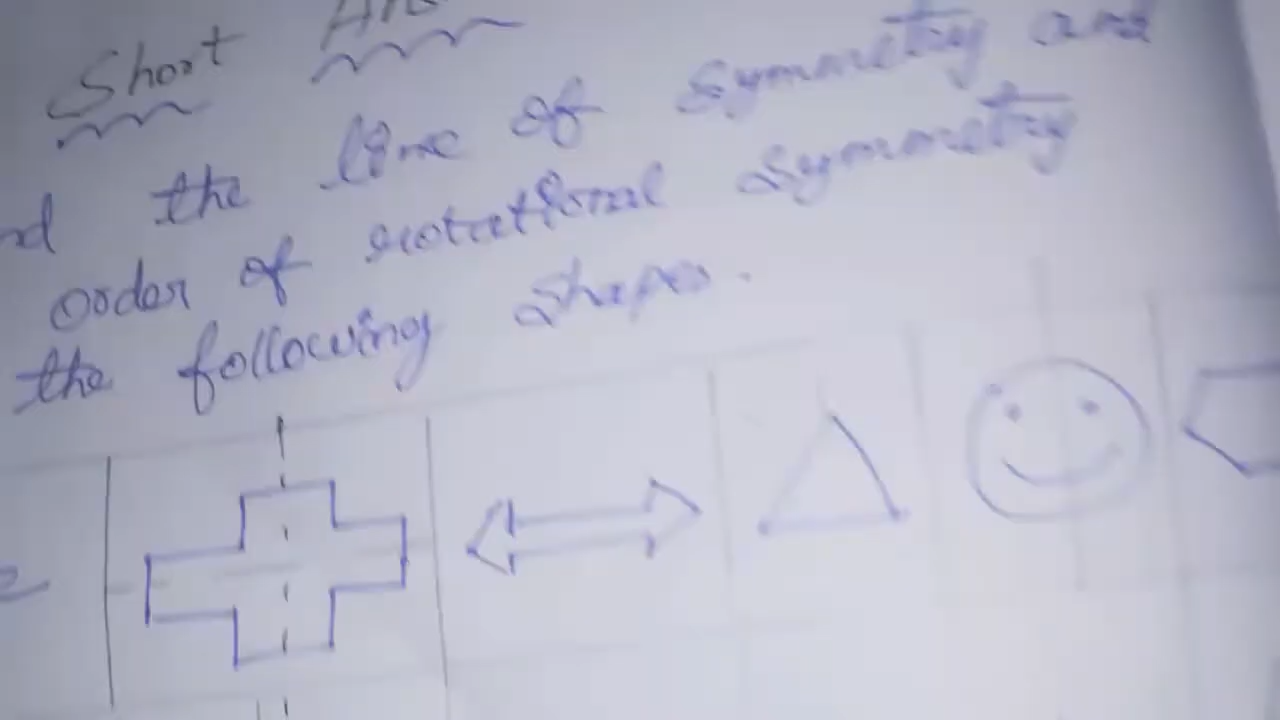 Short
the line of symmetry and
order of rotational symmetry
the following shapes.